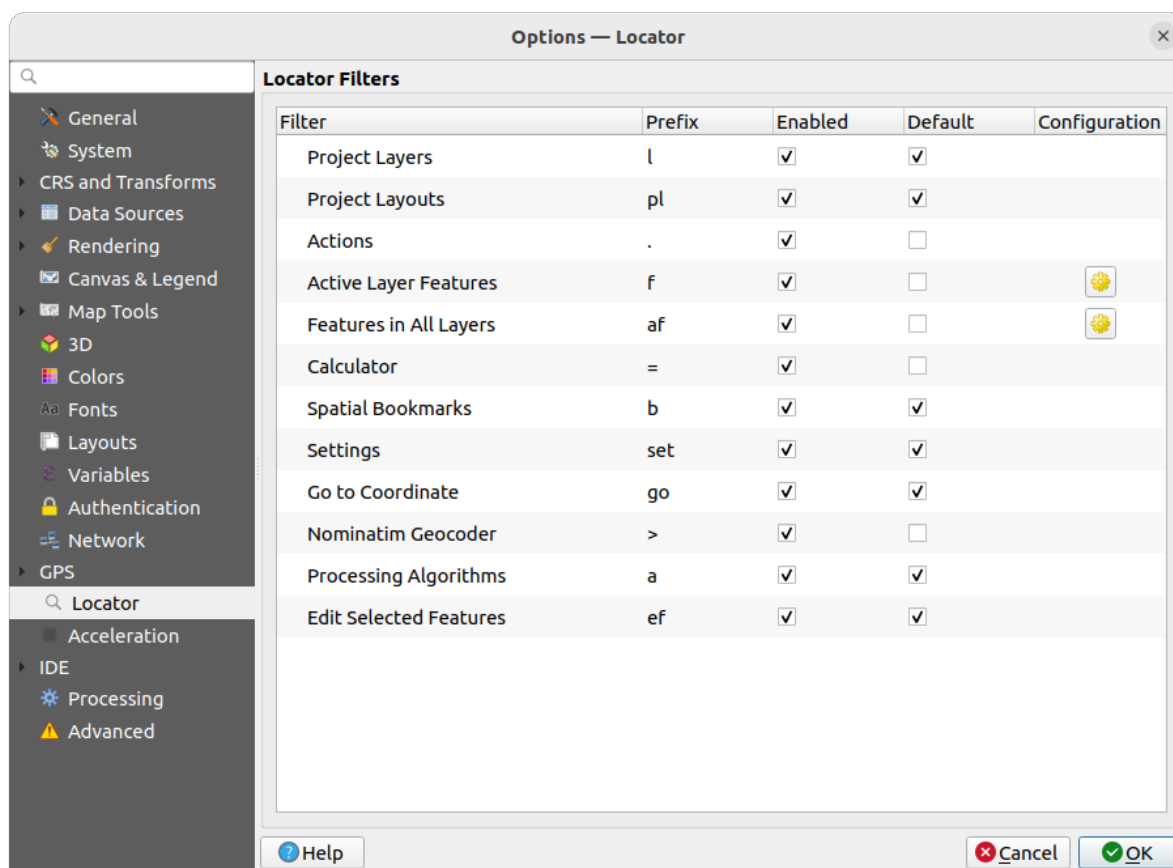 Options — Locator
Locator Filters
General
System
CRS and Transforms
Data Sources
Rendering
Canvas & Legend
Map Tools
3D
Colors
Aa Fonts
Layouts
ε Variables
Authentication
Network
GPS
Locator
Acceleration
IDE
Processing
Advanced
Filter Prefix Enabled Default Configuration
Project Layers l
Project Layouts pl
Actions .
Active Layer Features f
Features in All Layers af
Calculator =
Spatial Bookmarks b
Settings set
Go to Coordinate go
Nominatim Geocoder >
Processing Algorithms a
Edit Selected Features ef
? Help Cancel OK